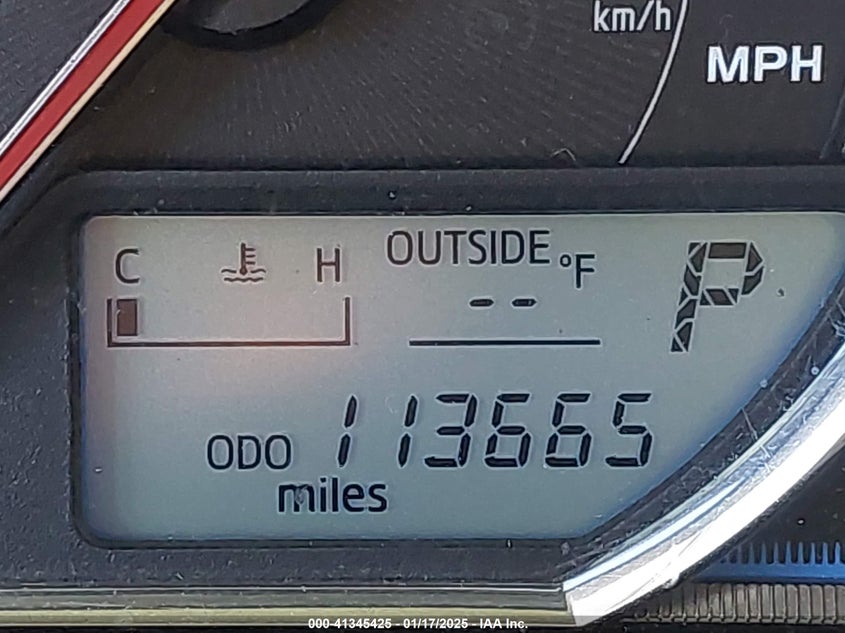 km/h
MPH
C H OUTSIDE °F P
--
ODO 113665
miles
000-41345425 - 01/17/2025 - IAA Inc.